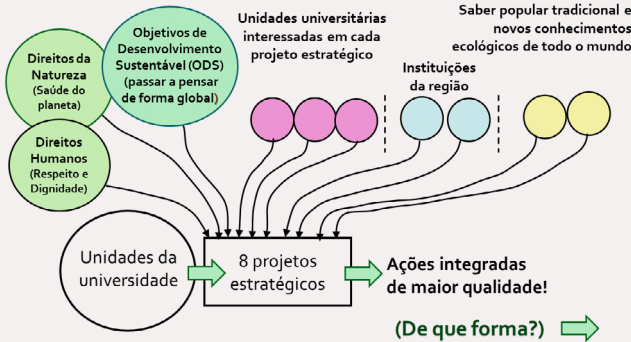 Direitos da
Natureza
(Saúde do
planeta)
Objetivos de
Desenvolvimento
Sustentável (ODS)
(passar a pensar
de forma global)
Unidades universitárias
interessadas em cada
projeto estratégico
Saber popular tradicional e
novos conhecimentos
ecológicos de todo o mundo
Instituições
da região
Direitos
Humanos
(Respeito e
Dignidade)
Unidades da
universidade
8 projetos
estratégicos
Ações integradas
de maior qualidade!
(De que forma?)